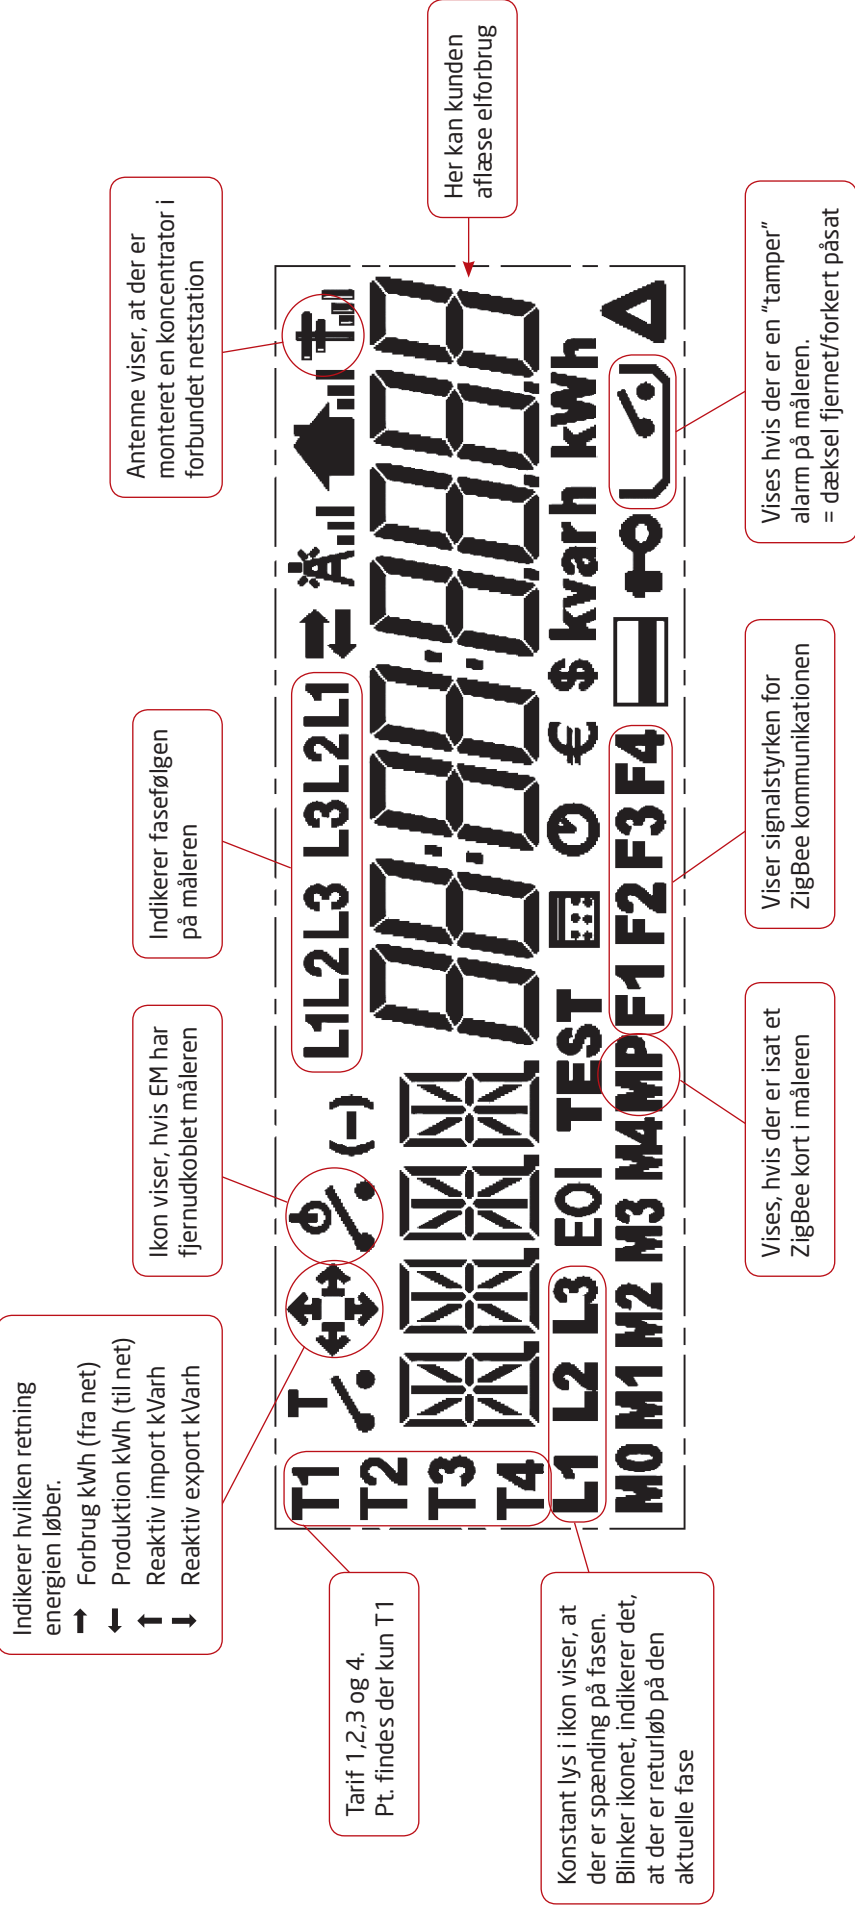 Indikerer hvilken retning
energien løber.
Forbrug kWh (fra net)
Produktion kWh (til net)
Reaktiv import kVarh
Reaktiv export kVarh
Ikon viser, hvis EM har
fjernudkoblet måleren
Indikerer fasefølgen
på måleren
Antenne viser, at der er
monteret en koncentrator i
forbundet netstation
Her kan kunden
aflæse elforbrug
Tarif 1,2,3 og 4.
Pt. findes der kun T1
T1
T2
T3
T4
T
(−)
L1L2L3 L3L2L1
L1 L2 L3 EOI TEST € $ kvarh kWh
M0 M1 M2 M3 M4 MP F1 F2 F3 F4
Konstant lys i ikon viser, at
der er spænding på fasen.
Blinker ikonet, indikerer det,
at der er returløb på den
aktuelle fase
Vises, hvis der er isat et
ZigBee kort i måleren
Viser signalstyrken for
ZigBee kommunikationen
Vises hvis der er en "tamper"
alarm på måleren.
= dæksel fjernet/forkert påsat